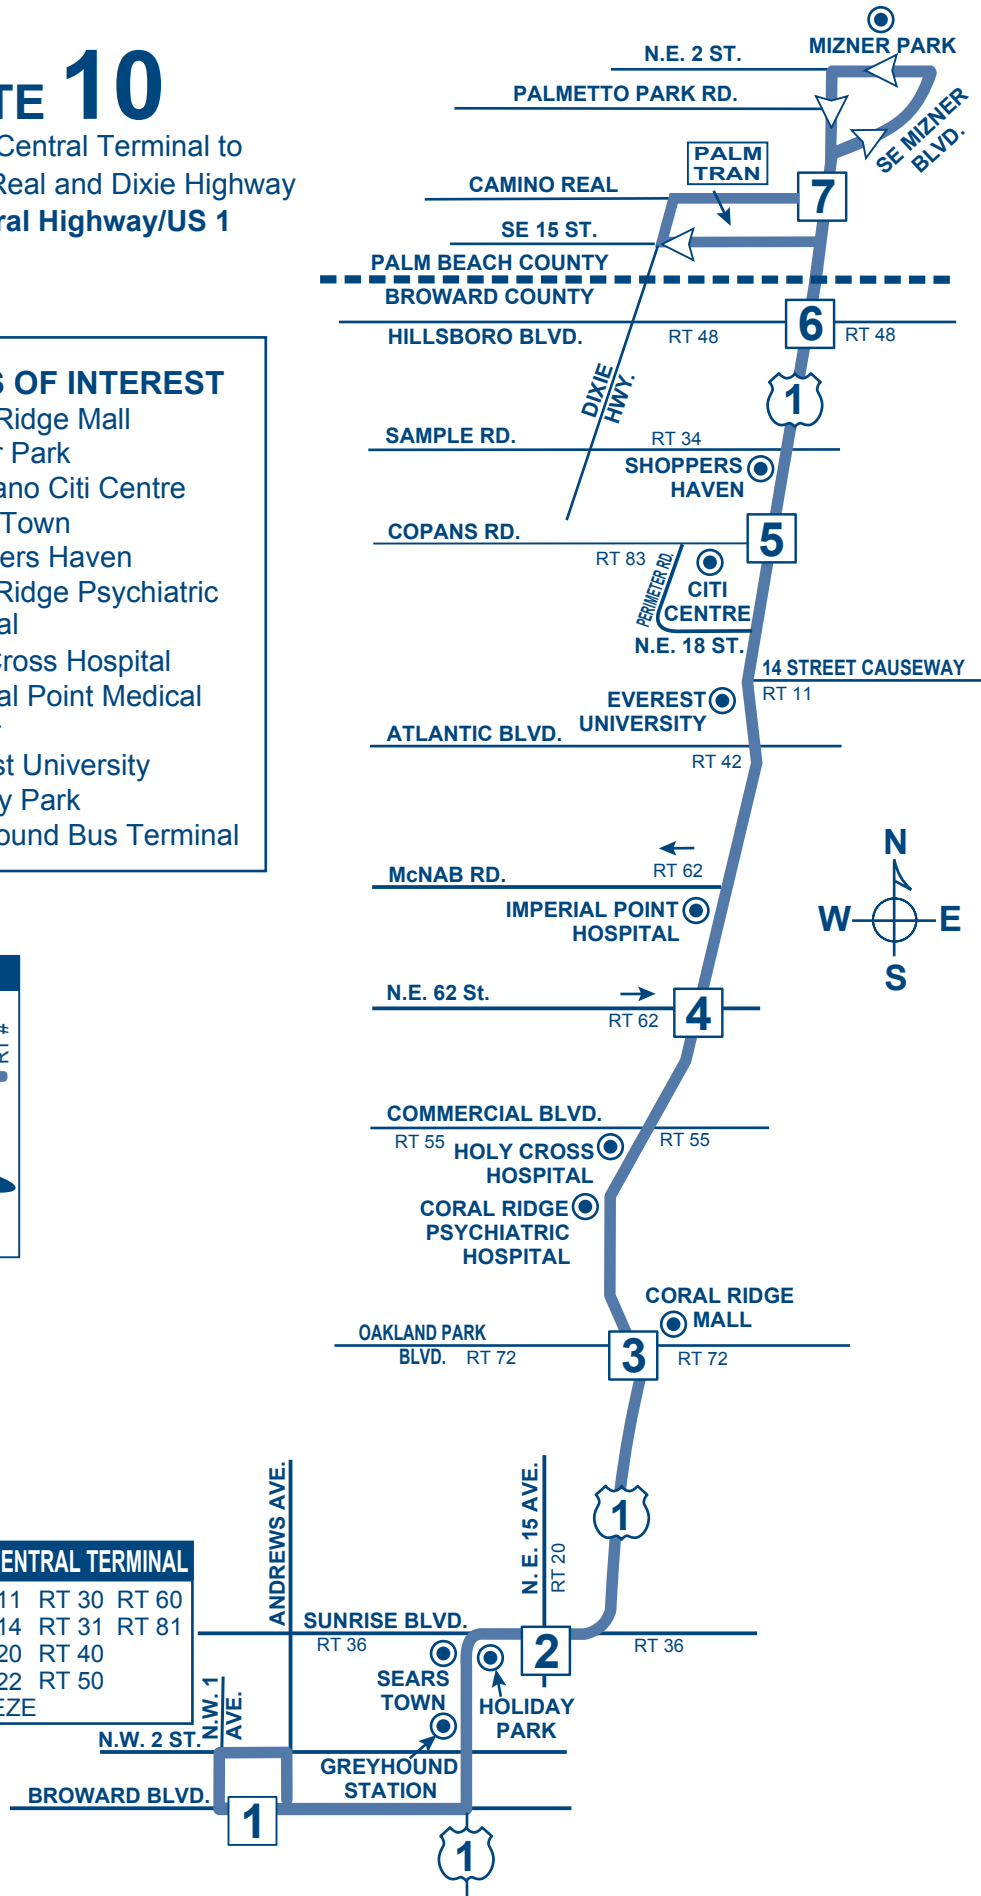 TE 10
Central Terminal to
Real and Dixie Highway
ral Highway/US 1
S OF INTEREST
Ridge Mall
r Park
ano Citi Centre
Town
ers Haven
Ridge Psychiatric
al
Cross Hospital
al Point Medical
st University
y Park
ound Bus Terminal
RT #
ENTRAL TERMINAL
11 RT 30 RT 60
14 RT 31 RT 81
20 RT 40
22 RT 50
EZE
MIZNER PARK
N.E. 2 ST.
PALMETTO PARK RD.
SE MIZNER
BLVD.
PALM
TRAN
CAMINO REAL
7
SE 15 ST.
PALM BEACH COUNTY
BROWARD COUNTY
6
HILLSBORO BLVD.
RT 48
RT 48
DIXIE
HWY.
1
SAMPLE RD.
RT 34
SHOPPERS
HAVEN
COPANS RD.
5
RT 83
PERIMETER RD.
CITI
CENTRE
N.E. 18 ST.
14 STREET CAUSEWAY
RT 11
EVEREST
UNIVERSITY
ATLANTIC BLVD.
RT 42
McNAB RD.
RT 62
IMPERIAL POINT
HOSPITAL
N
W E
S
N.E. 62 St.
RT 62
4
COMMERCIAL BLVD.
RT 55
RT 55
HOLY CROSS
HOSPITAL
CORAL RIDGE
PSYCHIATRIC
HOSPITAL
CORAL RIDGE
MALL
OAKLAND PARK
BLVD. RT 72
3
RT 72
1
ANDREWS AVE.
N. E. 15 AVE.
RT 20
SUNRISE BLVD.
RT 36
2
RT 36
SEARS
TOWN
HOLIDAY
PARK
N.W. 1
AVE.
N.W. 2 ST.
GREYHOUND
STATION
BROWARD BLVD.
1
1